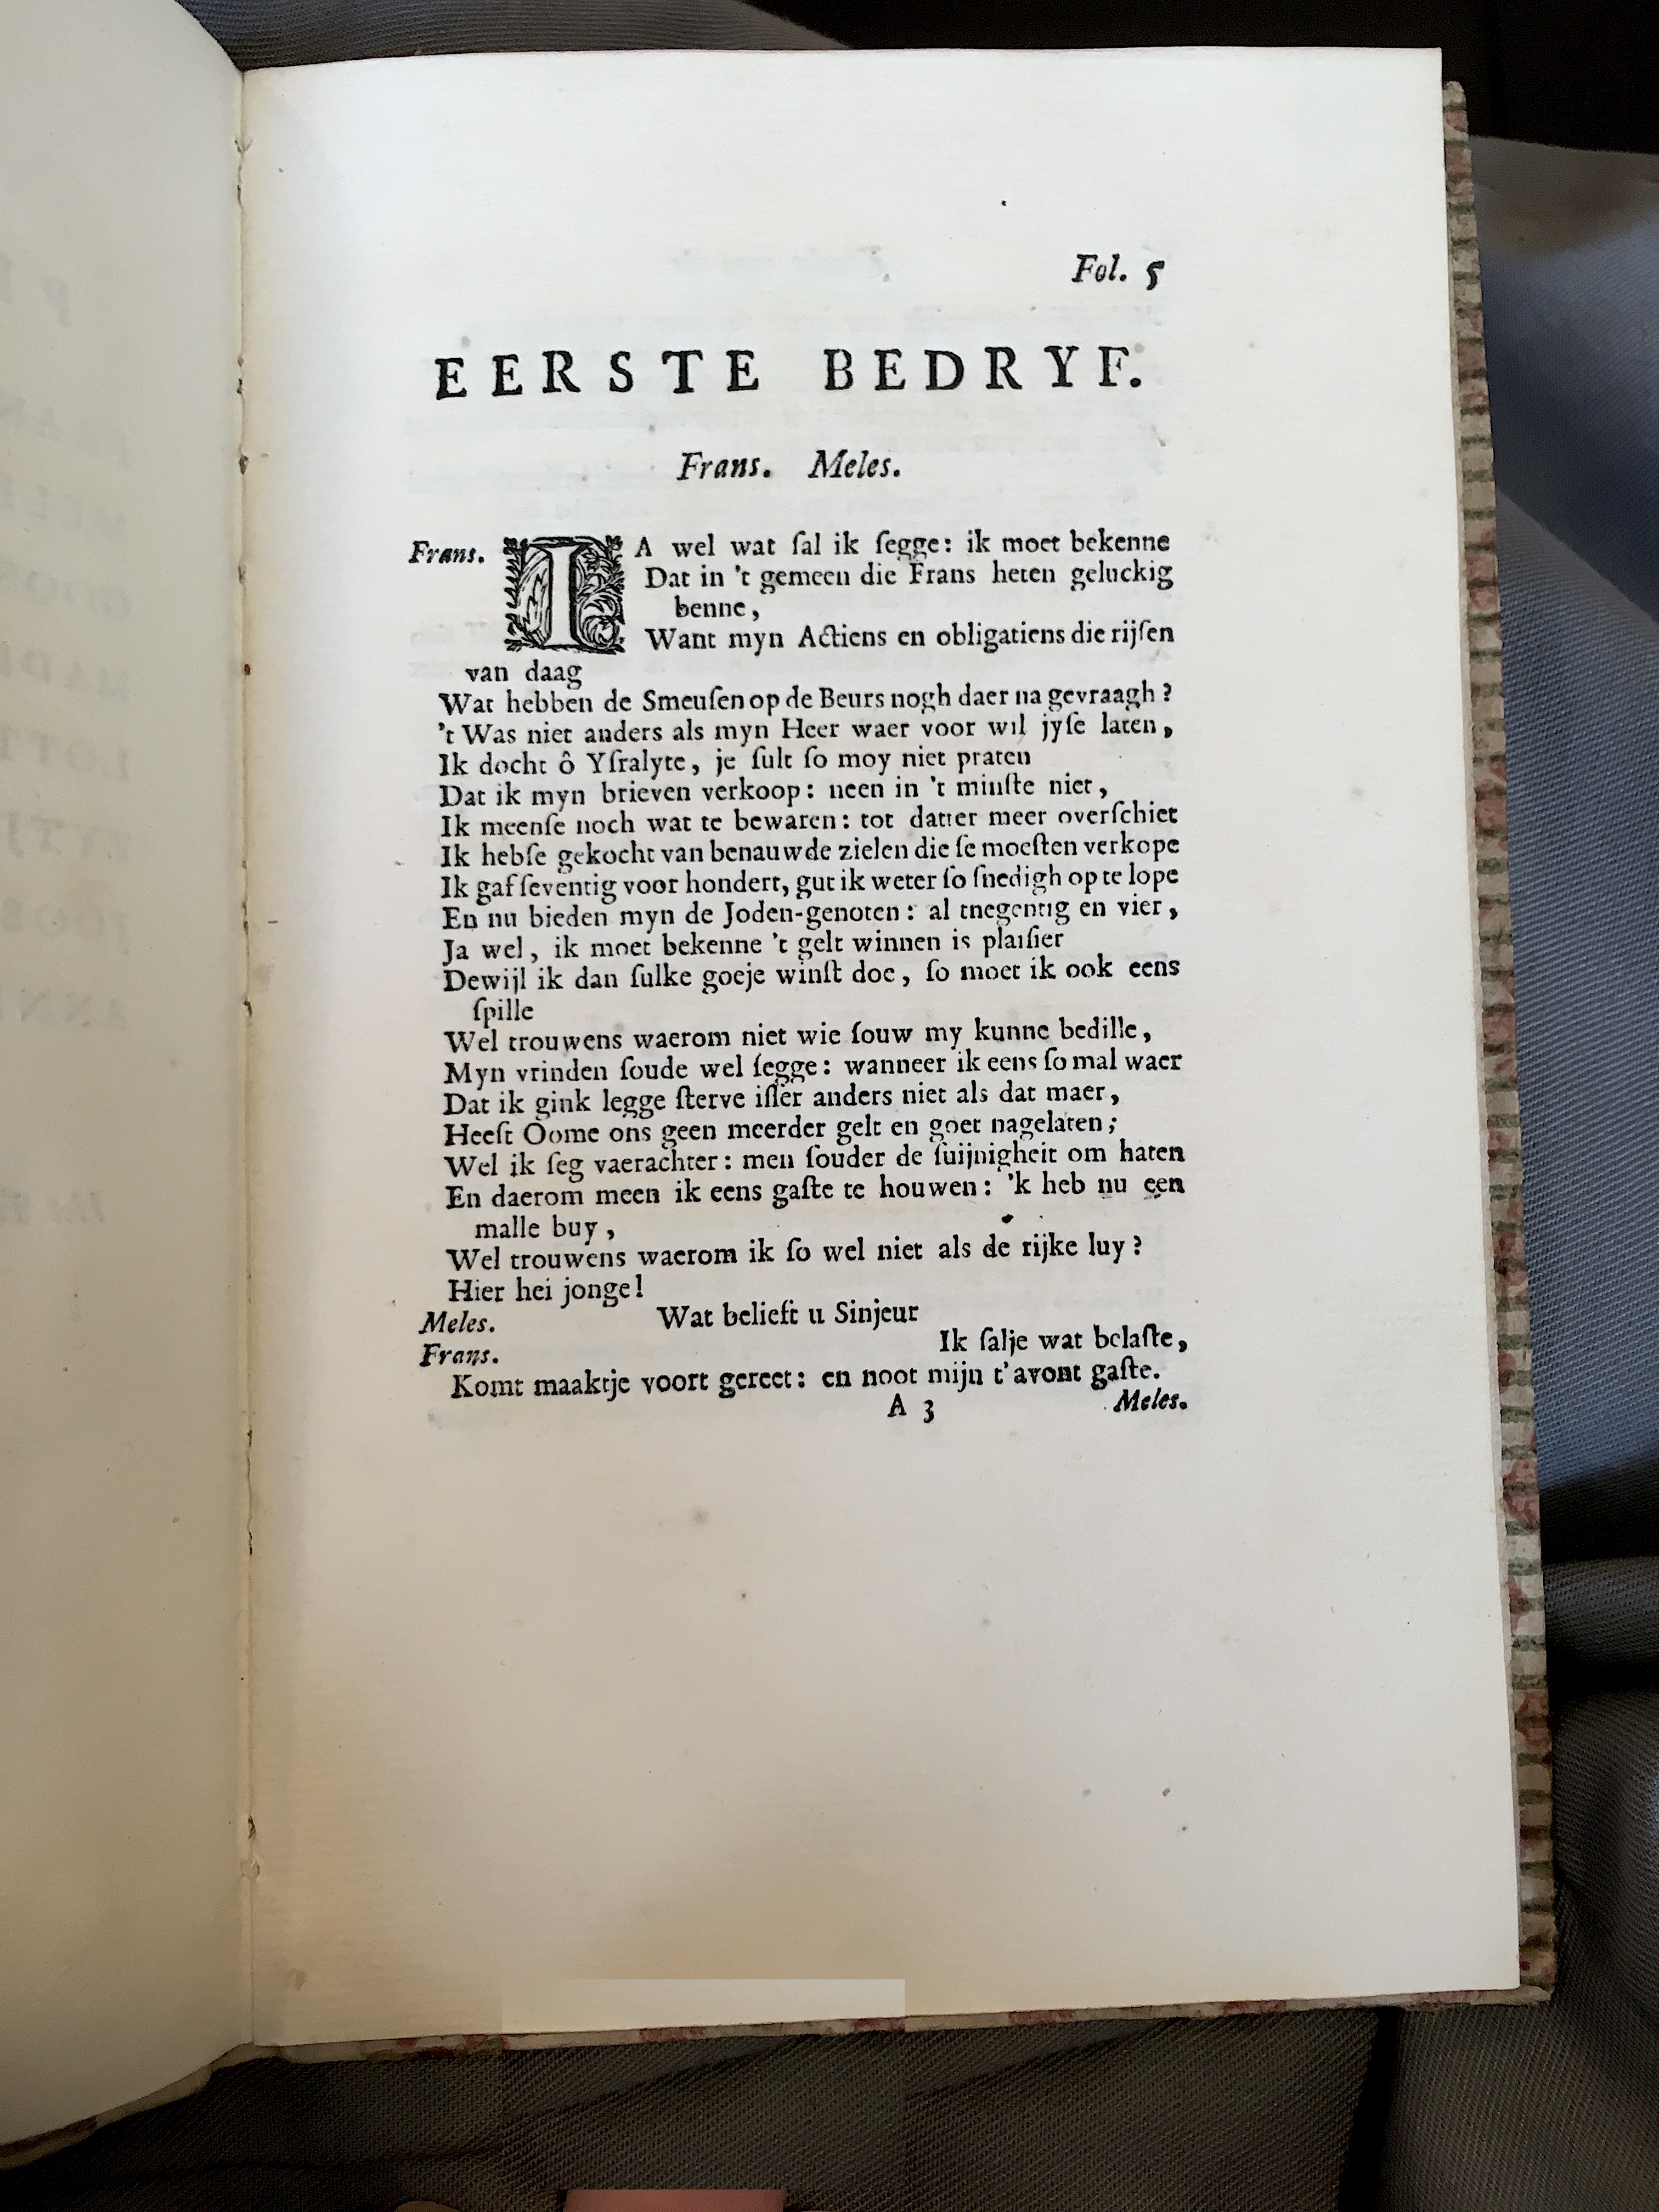 Fol. 5
EERSTE BEDRYF.
Frans. Meles.
Frans. IA wel wat ſal ik ſegge: ik moet bekenne
Dat in 't gemeen die Frans heten geluckig
benne,
Want myn Actiens en obligatiens die rijſen
van daag
Wat hebben de Smeuſen op de Beurs nogh daer na gevraagh?
't Was niet anders als myn Heer waer voor wil jyſe laten,
Ik docht ô Yſralyte, je ſult ſo moy niet praten
Dat ik myn brieven verkoop: neen in 't minſte niet,
Ik meenſe noch wat te bewaren: tot datter meer overſchiet
Ik hebſe gekocht van benauwde zielen die ſe moeſten verkope
Ik gaf ſeventig voor hondert, gut ik weter ſo ſnedigh op te lope
En nu bieden myn de Joden-genoten: al tnegentig en vier,
Ja wel, ik moet bekenne 't gelt winnen is plaiſier
Dewijl ik dan ſulke goeje winſt doe, ſo moet ik ook eens
ſpille
Wel trouwens waerom niet wie ſouw my kunne bedille,
Myn vrinden ſoude wel ſegge: wanneer ik eens ſo mal waer
Dat ik gink legge ſterve iſſer anders niet als dat maer,
Heeft Oome ons geen meerder gelt en goet nagelaten;
Wel ik ſeg vaerachter: men ſouder de ſuijnigheit om haten
En daerom meen ik eens gaſte te houwen: 'k heb nu een
malle buy,
Wel trouwens waerom ik ſo wel niet als de rijke luy?
Hier hei jonge!
Meles. Wat belieft u Sinjeur
Frans. Ik ſalje wat belaſte,
Komt maaktje voort gereet: en noot mijn t'avont gaſte.
A 3 Meles.